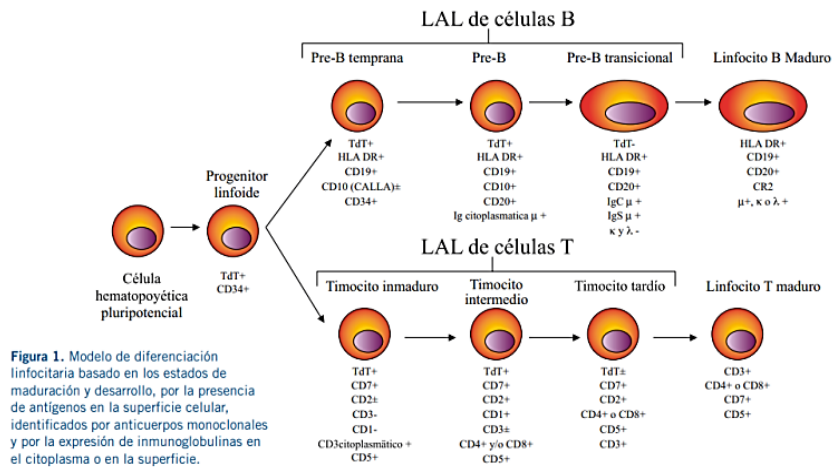 LAL de células B
Pre-B temprana
Pre-B
Pre-B transicional
Linfocito B Maduro
TdT+
HLA DR+
CD19+
CD10 (CALLA)±
CD34+
TdT+
HLA DR+
CD19+
CD10+
CD20+
Ig citoplasmatica μ +
TdT-
HLA DR+
CD19+
CD20+
IgC μ +
IgS μ +
κ y λ -
HLA DR+
CD19+
CD20+
CR2
μ+, κ o λ +
Progenitor
linfoide
TdT+
CD34+
Célula
hematopoyética
pluripotencial
LAL de células T
Timocito inmaduro
Timocito
intermedio
Timocito tardío
Linfocito T maduro
TdT+
CD7+
CD2±
CD3-
CD1-
CD3citoplasmático +
CD5+
TdT+
CD7+
CD2+
CD1+
CD3±
CD4+ y/o CD8+
CD5+
TdT±
CD7+
CD2+
CD4+ o CD8+
CD5+
CD3+
CD3+
CD4+ o CD8+
CD7+
CD5+
Figura 1. Modelo de diferenciación
linfocitaria basado en los estados de
maduración y desarrollo, por la presencia
de antígenos en la superficie celular,
identificados por anticuerpos monoclonales
y por la expresión de inmunoglobulinas en
el citoplasma o en la superficie.